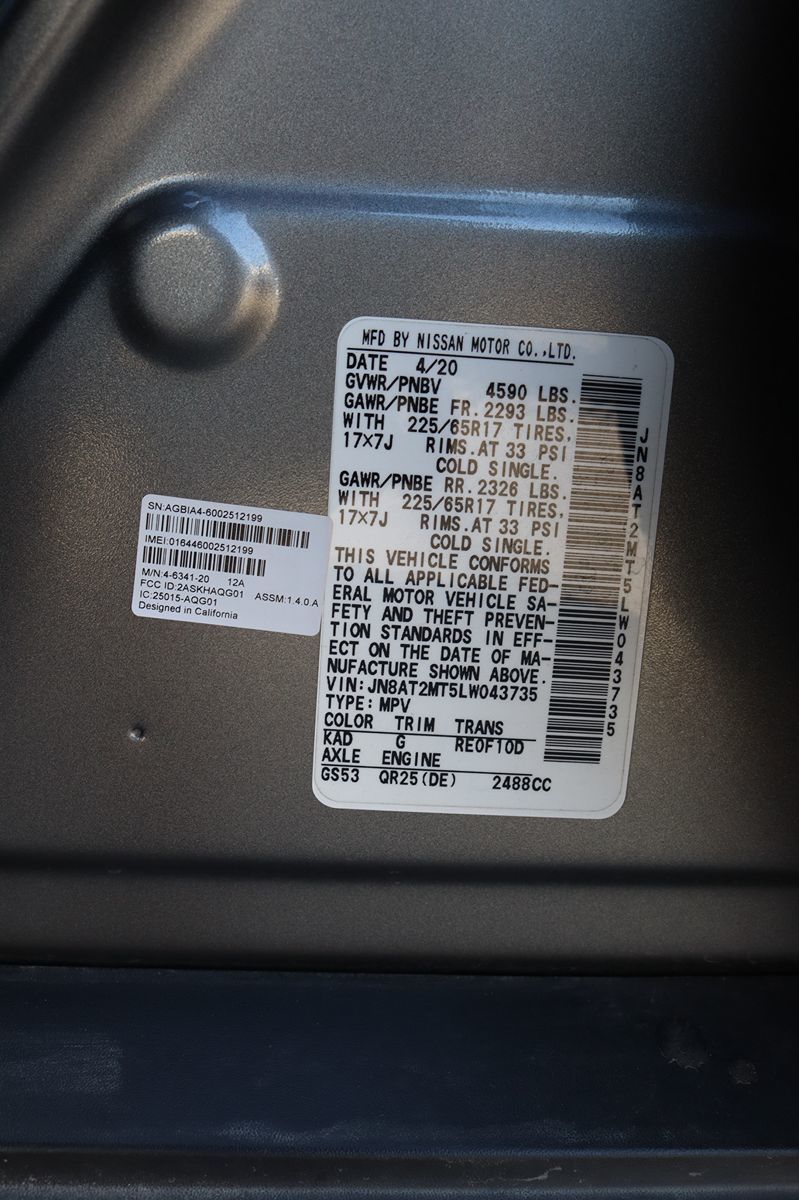 MFD BY NISSAN MOTOR CO.,LTD.
DATE 4/20
GVWR/PNBV 4590 LBS.
GAWR/PNBE FR. 2293 LBS.
WITH 225/65R17 TIRES,
17×7J RIMS.AT 33 PSI
COLD SINGLE.
GAWR/PNBE RR. 2326 LBS.
WITH 225/65R17 TIRES,
17×7J RIMS.AT 33 PSI
COLD SINGLE.
THIS VEHICLE CONFORMS
TO ALL APPLICABLE FED-
ERAL MOTOR VEHICLE SA-
FETY AND THEFT PREVEN-
TION STANDARDS IN EFF-
ECT ON THE DATE OF MA-
NUFACTURE SHOWN ABOVE.
VIN:JN8AT2MT5LW043735
TYPE:MPV
COLOR TRIM TRANS
KAD G RE0F10D
AXLE ENGINE
GS53 QR25(DE) 2488CC
JN8AT2MT5LW043735
SN:AGBIA4-6002512199
IMEI:016446002512199
M/N:4-6341-20 12A
FCC ID:2ASKHAQG01 ASSM:1.4.0.A
IC:25015-AQG01
Designed in California